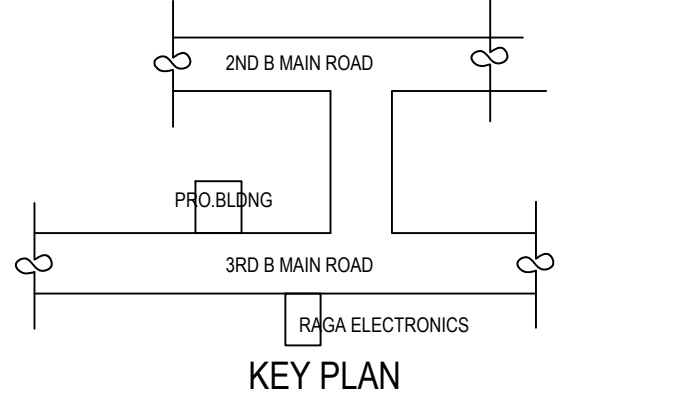 2ND B MAIN ROAD
PRO.BLDNG
3RD B MAIN ROAD
RAGA ELECTRONICS
KEY PLAN